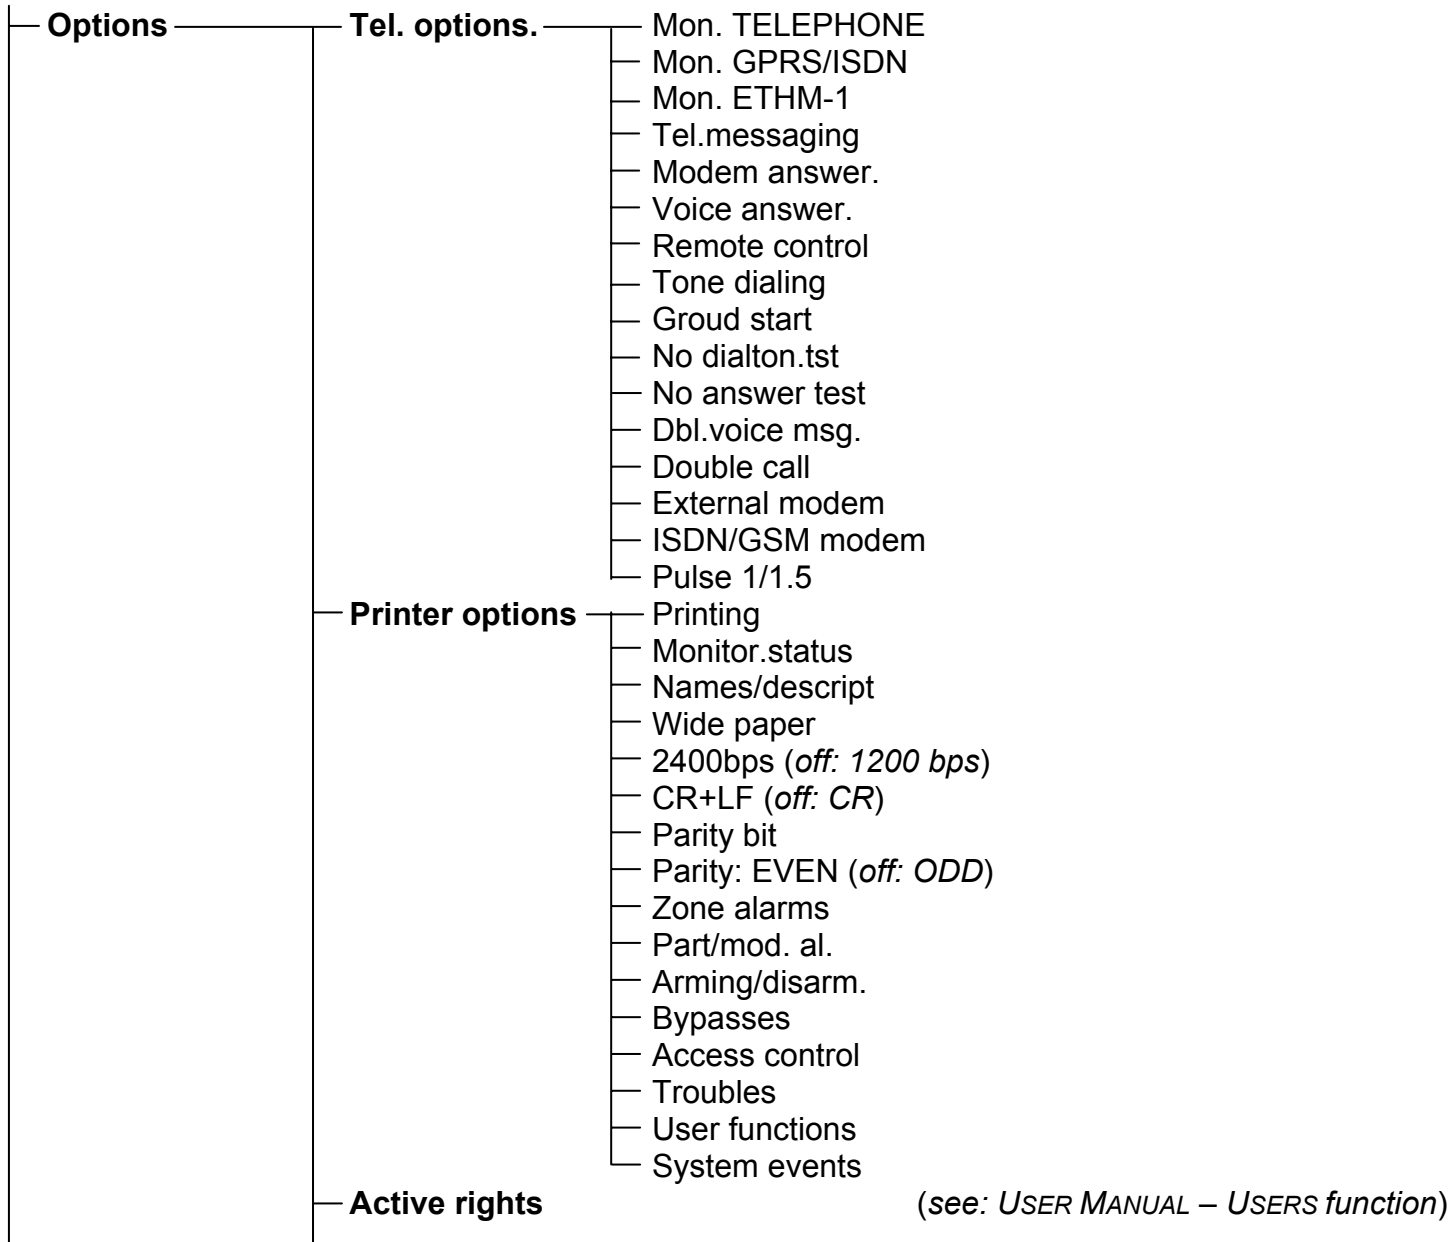 Options Tel. options. Mon. TELEPHONE
Mon. GPRS/ISDN
Mon. ETHM-1
Tel.messaging
Modem answer.
Voice answer.
Remote control
Tone dialing
Groud start
No dialton.tst
No answer test
Dbl.voice msg.
Double call
External modem
ISDN/GSM modem
Pulse 1/1.5
Printer options Printing
Monitor.status
Names/descript
Wide paper
2400bps (off: 1200 bps)
CR+LF (off: CR)
Parity bit
Parity: EVEN (off: ODD)
Zone alarms
Part/mod. al.
Arming/disarm.
Bypasses
Access control
Troubles
User functions
System events
Active rights (see: USER MANUAL – USERS function)